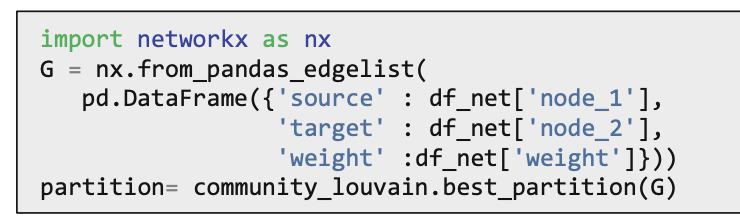 import networkx as nx
G = nx.from_pandas_edgelist(
pd.DataFrame({'source' : df_net['node_1'],
'target' : df_net['node_2'],
'weight' :df_net['weight']}))
partition= community_louvain.best_partition(G)